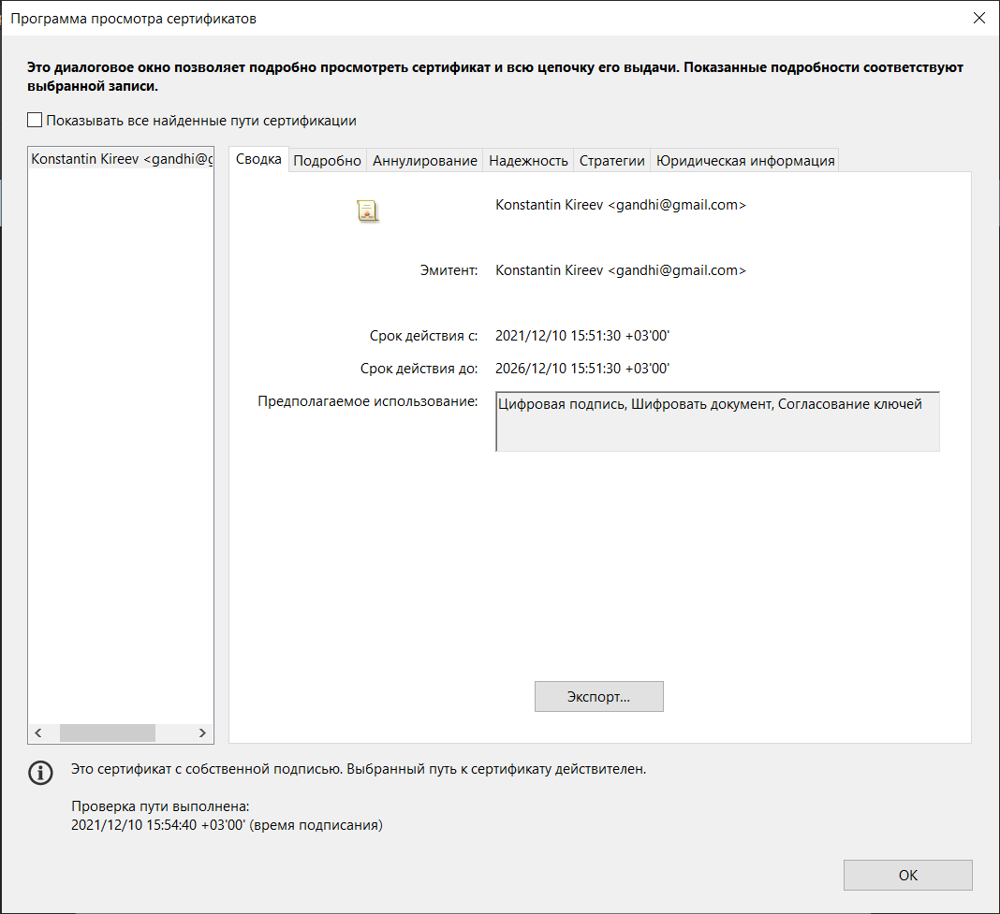 Программа просмотра сертификатов
Это диалоговое окно позволяет подробно просмотреть сертификат и всю цепочку его выдачи. Показанные подробности соответствуют
выбранной записи.
Показывать все найденные пути сертификации
Konstantin Kireev <gandhi@g
Сводка Подробно Аннулирование Надежность Стратегии Юридическая информация
Konstantin Kireev <gandhi@gmail.com>
Эмитент: Konstantin Kireev <gandhi@gmail.com>
Срок действия с: 2021/12/10 15:51:30 +03'00'
Срок действия до: 2026/12/10 15:51:30 +03'00'
Предполагаемое использование: Цифровая подпись, Шифровать документ, Согласование ключей
Экспорт...
Это сертификат с собственной подписью. Выбранный путь к сертификату действителен.
Проверка пути выполнена:
2021/12/10 15:54:40 +03'00' (время подписания)
ОК